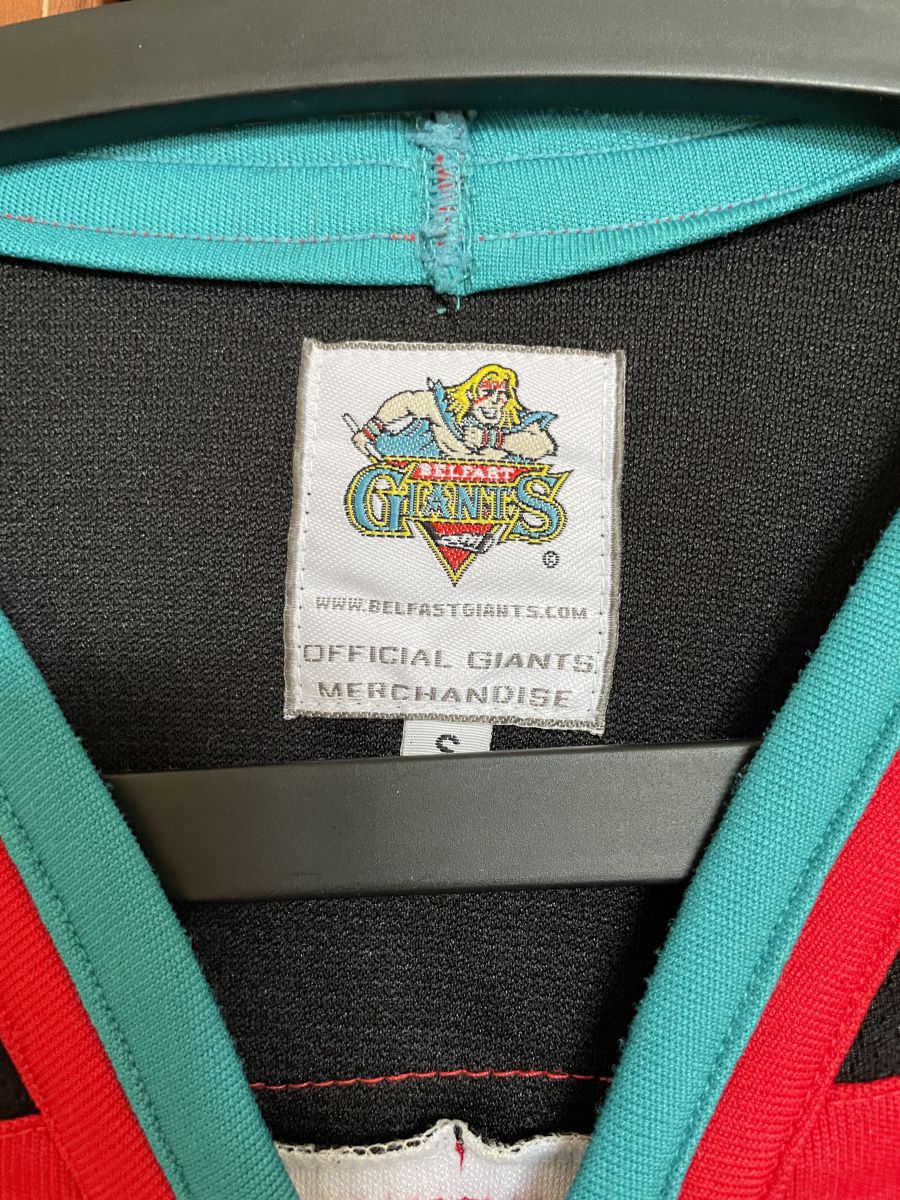 BELFAST
GIANTS
®
WWW.BELFASTGIANTS.COM
OFFICIAL GIANTS
MERCHANDISE
S